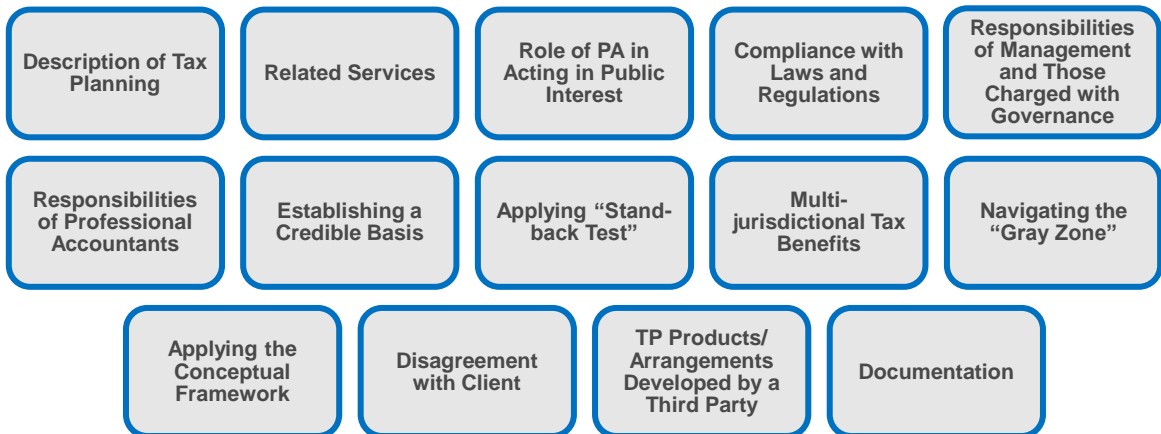 Description of Tax
Planning
Related Services
Role of PA in
Acting in Public
Interest
Compliance with
Laws and
Regulations
Responsibilities
of Management
and Those
Charged with
Governance
Responsibilities
of Professional
Accountants
Establishing a
Credible Basis
Applying “Stand-
back Test”
Multi-
jurisdictional Tax
Benefits
Navigating the
“Gray Zone”
Applying the
Conceptual
Framework
Disagreement
with Client
TP Products/
Arrangements
Developed by a
Third Party
Documentation